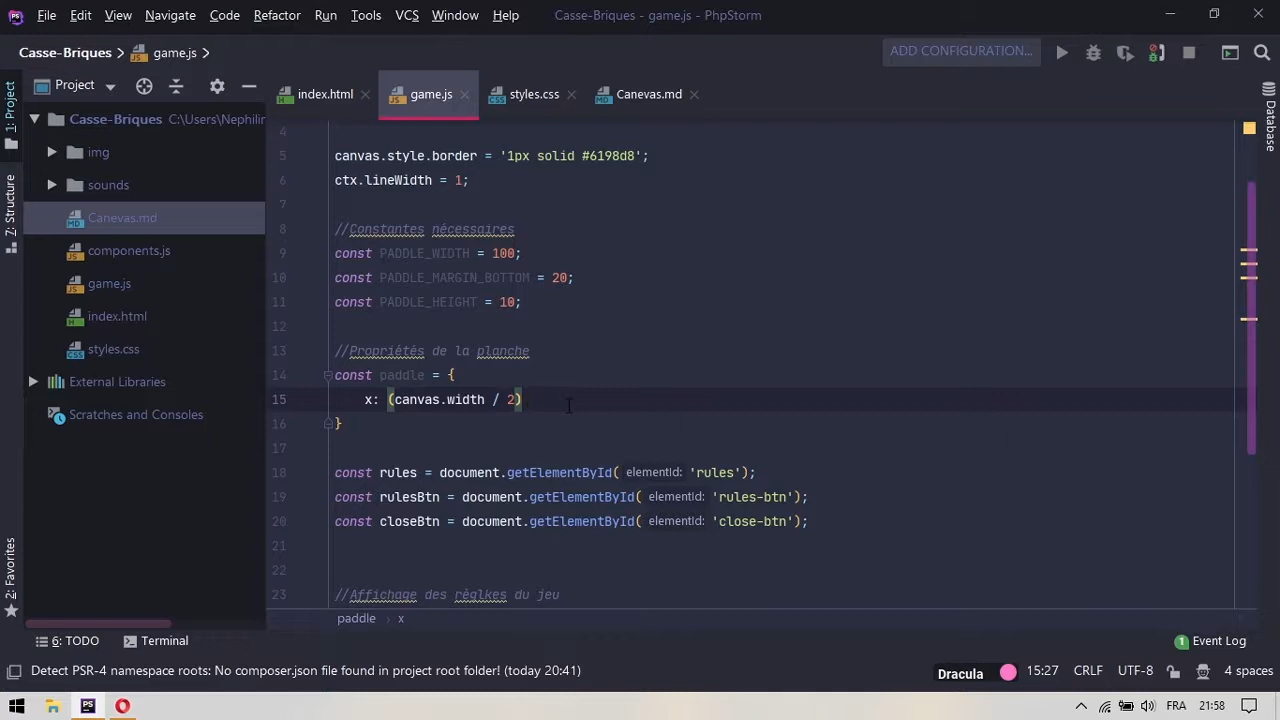 File Edit View Navigate Code Refactor Run Tools VCS Window Help Casse-Briques - game.js - PhpStorm
Casse-Briques game.js ADD CONFIGURATION...
1: Project
Z: Structure
2: Favorites
Project
index.html game.js styles.css Canevas.md
Database
Casse-Briques C:\Users\Nephilin
img
sounds
Canevas.md
components.js
game.js
index.html
styles.css
External Libraries
Scratches and Consoles
4
5 canvas.style.border = '1px solid #6198d8';
6 ctx.lineWidth = 1;
7
8 //Constantes nécessaires
9 const PADDLE_WIDTH = 100;
10 const PADDLE_MARGIN_BOTTOM = 20;
11 const PADDLE_HEIGHT = 10;
12
13 //Propriétés de la planche
14 const paddle = {
15 x: (canvas.width / 2)
16 }
17
18 const rules = document.getElementById( elementId: 'rules');
19 const rulesBtn = document.getElementById( elementId: 'rules-btn');
20 const closeBtn = document.getElementById( elementId: 'close-btn');
21
22
23 //Affichage des règlkes du jeu
paddle x
6: TODO Terminal 1 Event Log
Detect PSR-4 namespace roots: No composer.json file found in project root folder! (today 20:41) Dracula 15:27 CRLF UTF-8 4 spaces
PS FRA 21:58